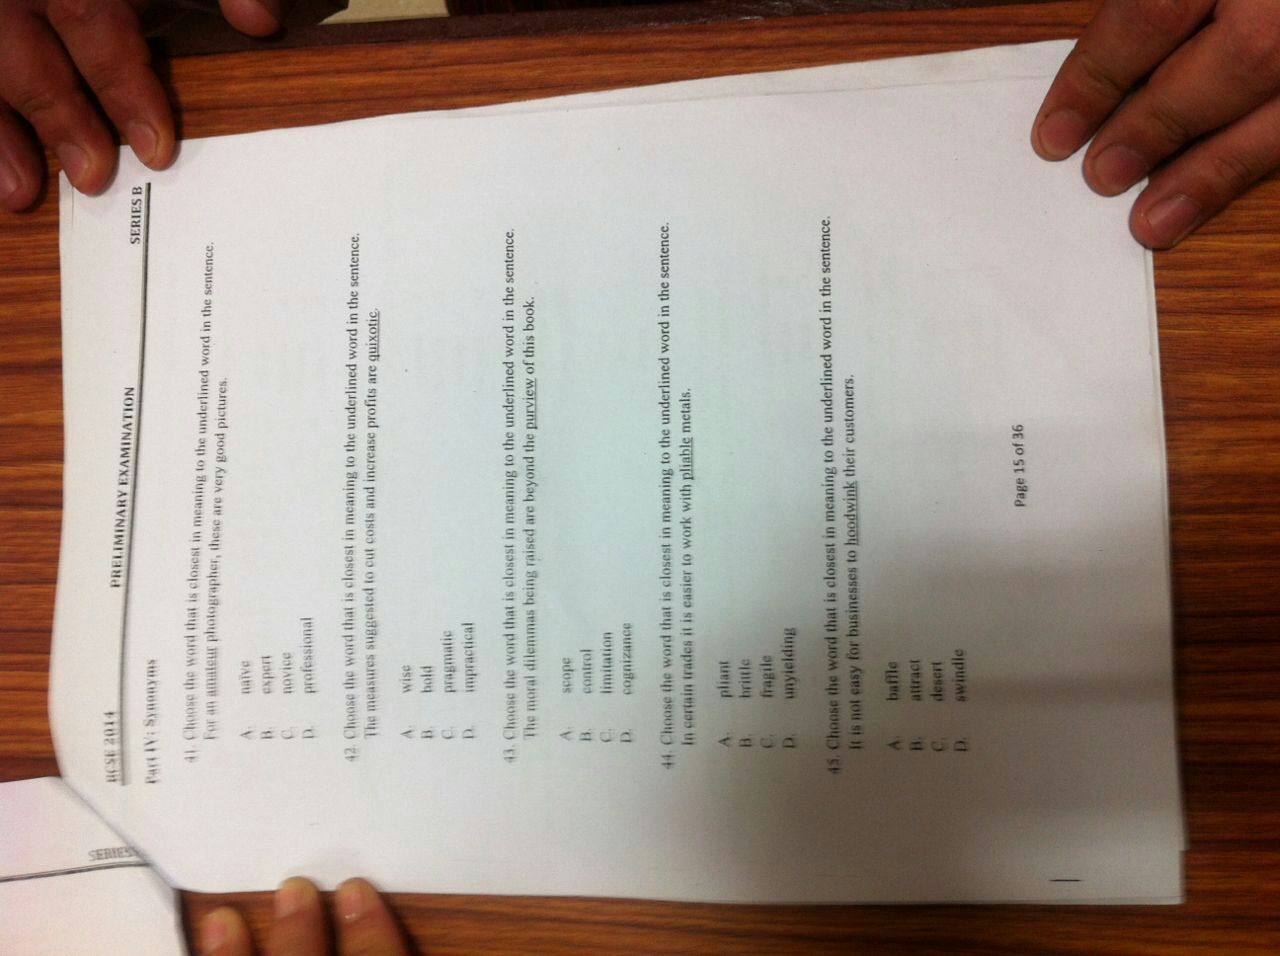 BCSE 2014 PRELIMINARY EXAMINATION SERIES B
Part IV: Synonyms
41. Choose the word that is closest in meaning to the underlined word in the sentence.
For an amateur photographer, these are very good pictures.
A. naïve
B. expert
C. novice
D. professional
42. Choose the word that is closest in meaning to the underlined word in the sentence.
The measures suggested to cut costs and increase profits are quixotic.
A. wise
B. bold
C. pragmatic
D. impractical
43. Choose the word that is closest in meaning to the underlined word in the sentence.
The moral dilemmas being raised are beyond the purview of this book.
A. scope
B. control
C. limitation
D. cognizance
44. Choose the word that is closest in meaning to the underlined word in the sentence.
In certain trades it is easier to work with pliable metals.
A. pliant
B. brittle
C. fragile
D. unyielding
45. Choose the word that is closest in meaning to the underlined word in the sentence.
It is not easy for businesses to hoodwink their customers.
A. baffle
B. attract
C. desert
D. swindle
Page 15 of 36
SERIES